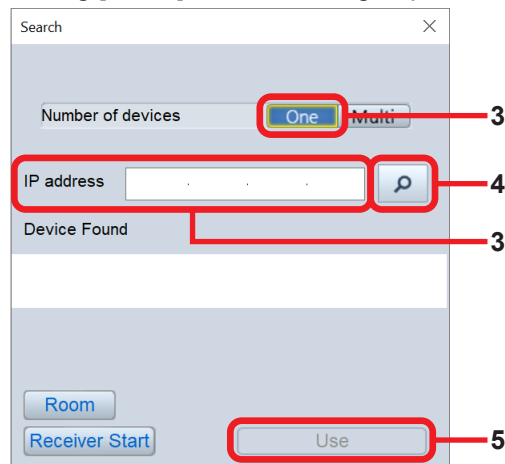 Search
Number of devices One Multi 3
IP address . . . 4
Device Found 3
Room
Receiver Start Use 5